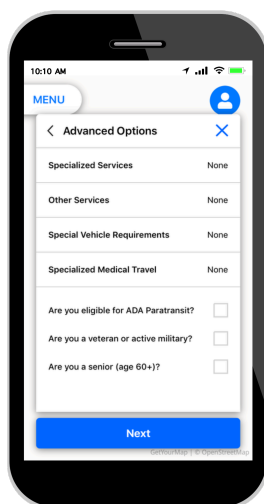 10:10 AM
MENU
Advanced Options
Specialized Services None
Other Services None
Special Vehicle Requirements None
Specialized Medical Travel None
Are you eligible for ADA Paratransit?
Are you a veteran or active military?
Are you a senior (age 60+)?
Next
GetYourMap | © OpenStreetMap